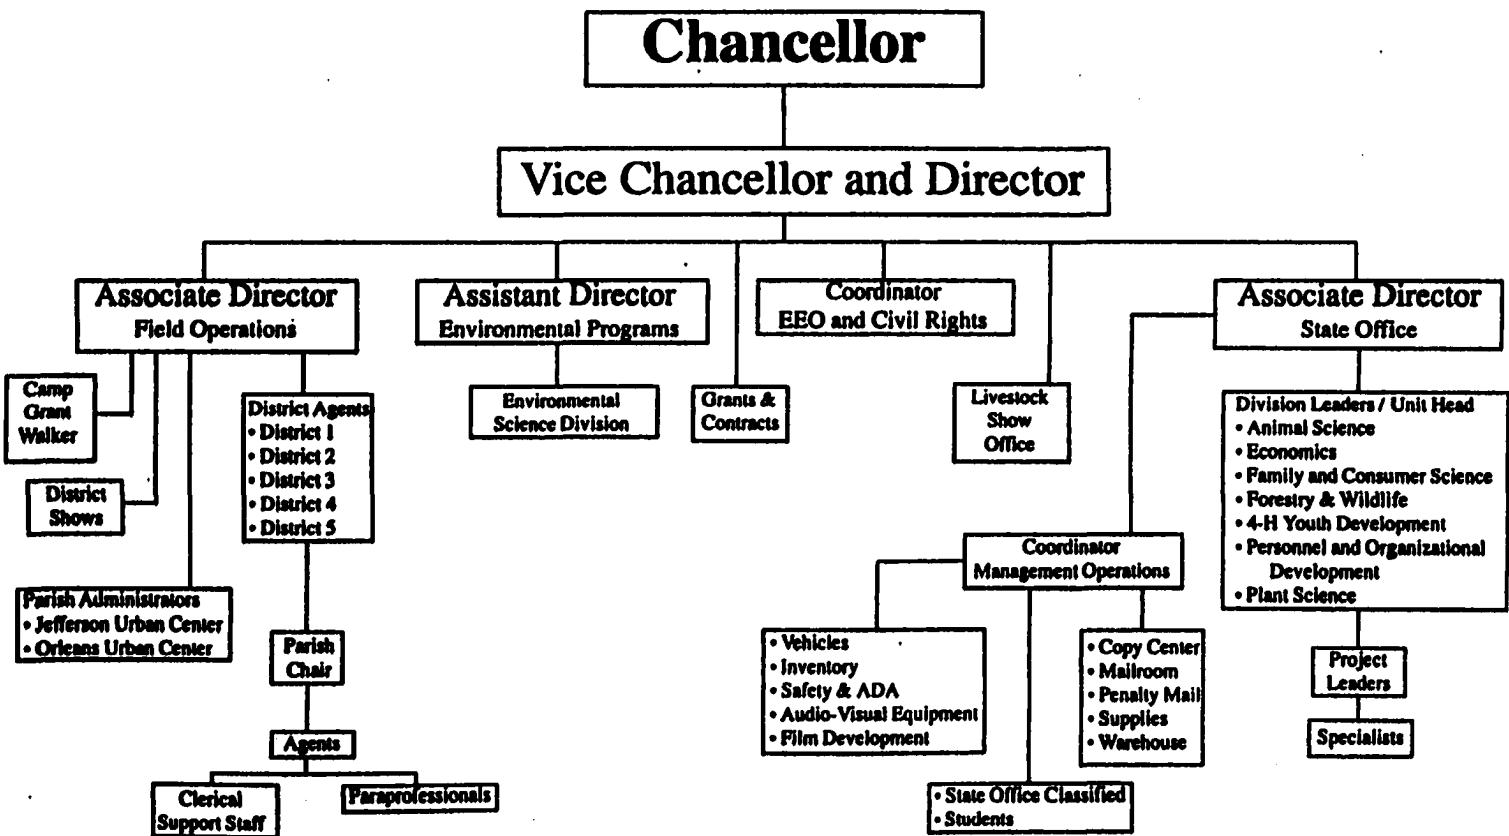 Chancellor
Vice Chancellor and Director
Associate Director
Field Operations
Assistant Director
Environmental Programs
Coordinator
EEO and Civil Rights
Associate Director
State Office
Camp
Grant
Walker
District
Shows
Parish Administrators
• Jefferson Urban Center
• Orleans Urban Center
District Agents
• District 1
• District 2
• District 3
• District 4
• District 5
Parish
Chair
Agents
Clerical
Support Staff
Paraprofessionals
Environmental
Science Division
Grants &
Contracts
Livestock
Show
Office
Coordinator
Management Operations
• Vehicles
• Inventory
• Safety & ADA
• Audio-Visual Equipment
• Film Development
• State Office Classified
• Students
• Copy Center
• Mailroom
• Penalty Mail
• Supplies
• Warehouse
Division Leaders / Unit Head
• Animal Science
• Economics
• Family and Consumer Science
• Forestry & Wildlife
• 4-H Youth Development
• Personnel and Organizational
Development
• Plant Science
Project
Leaders
Specialists